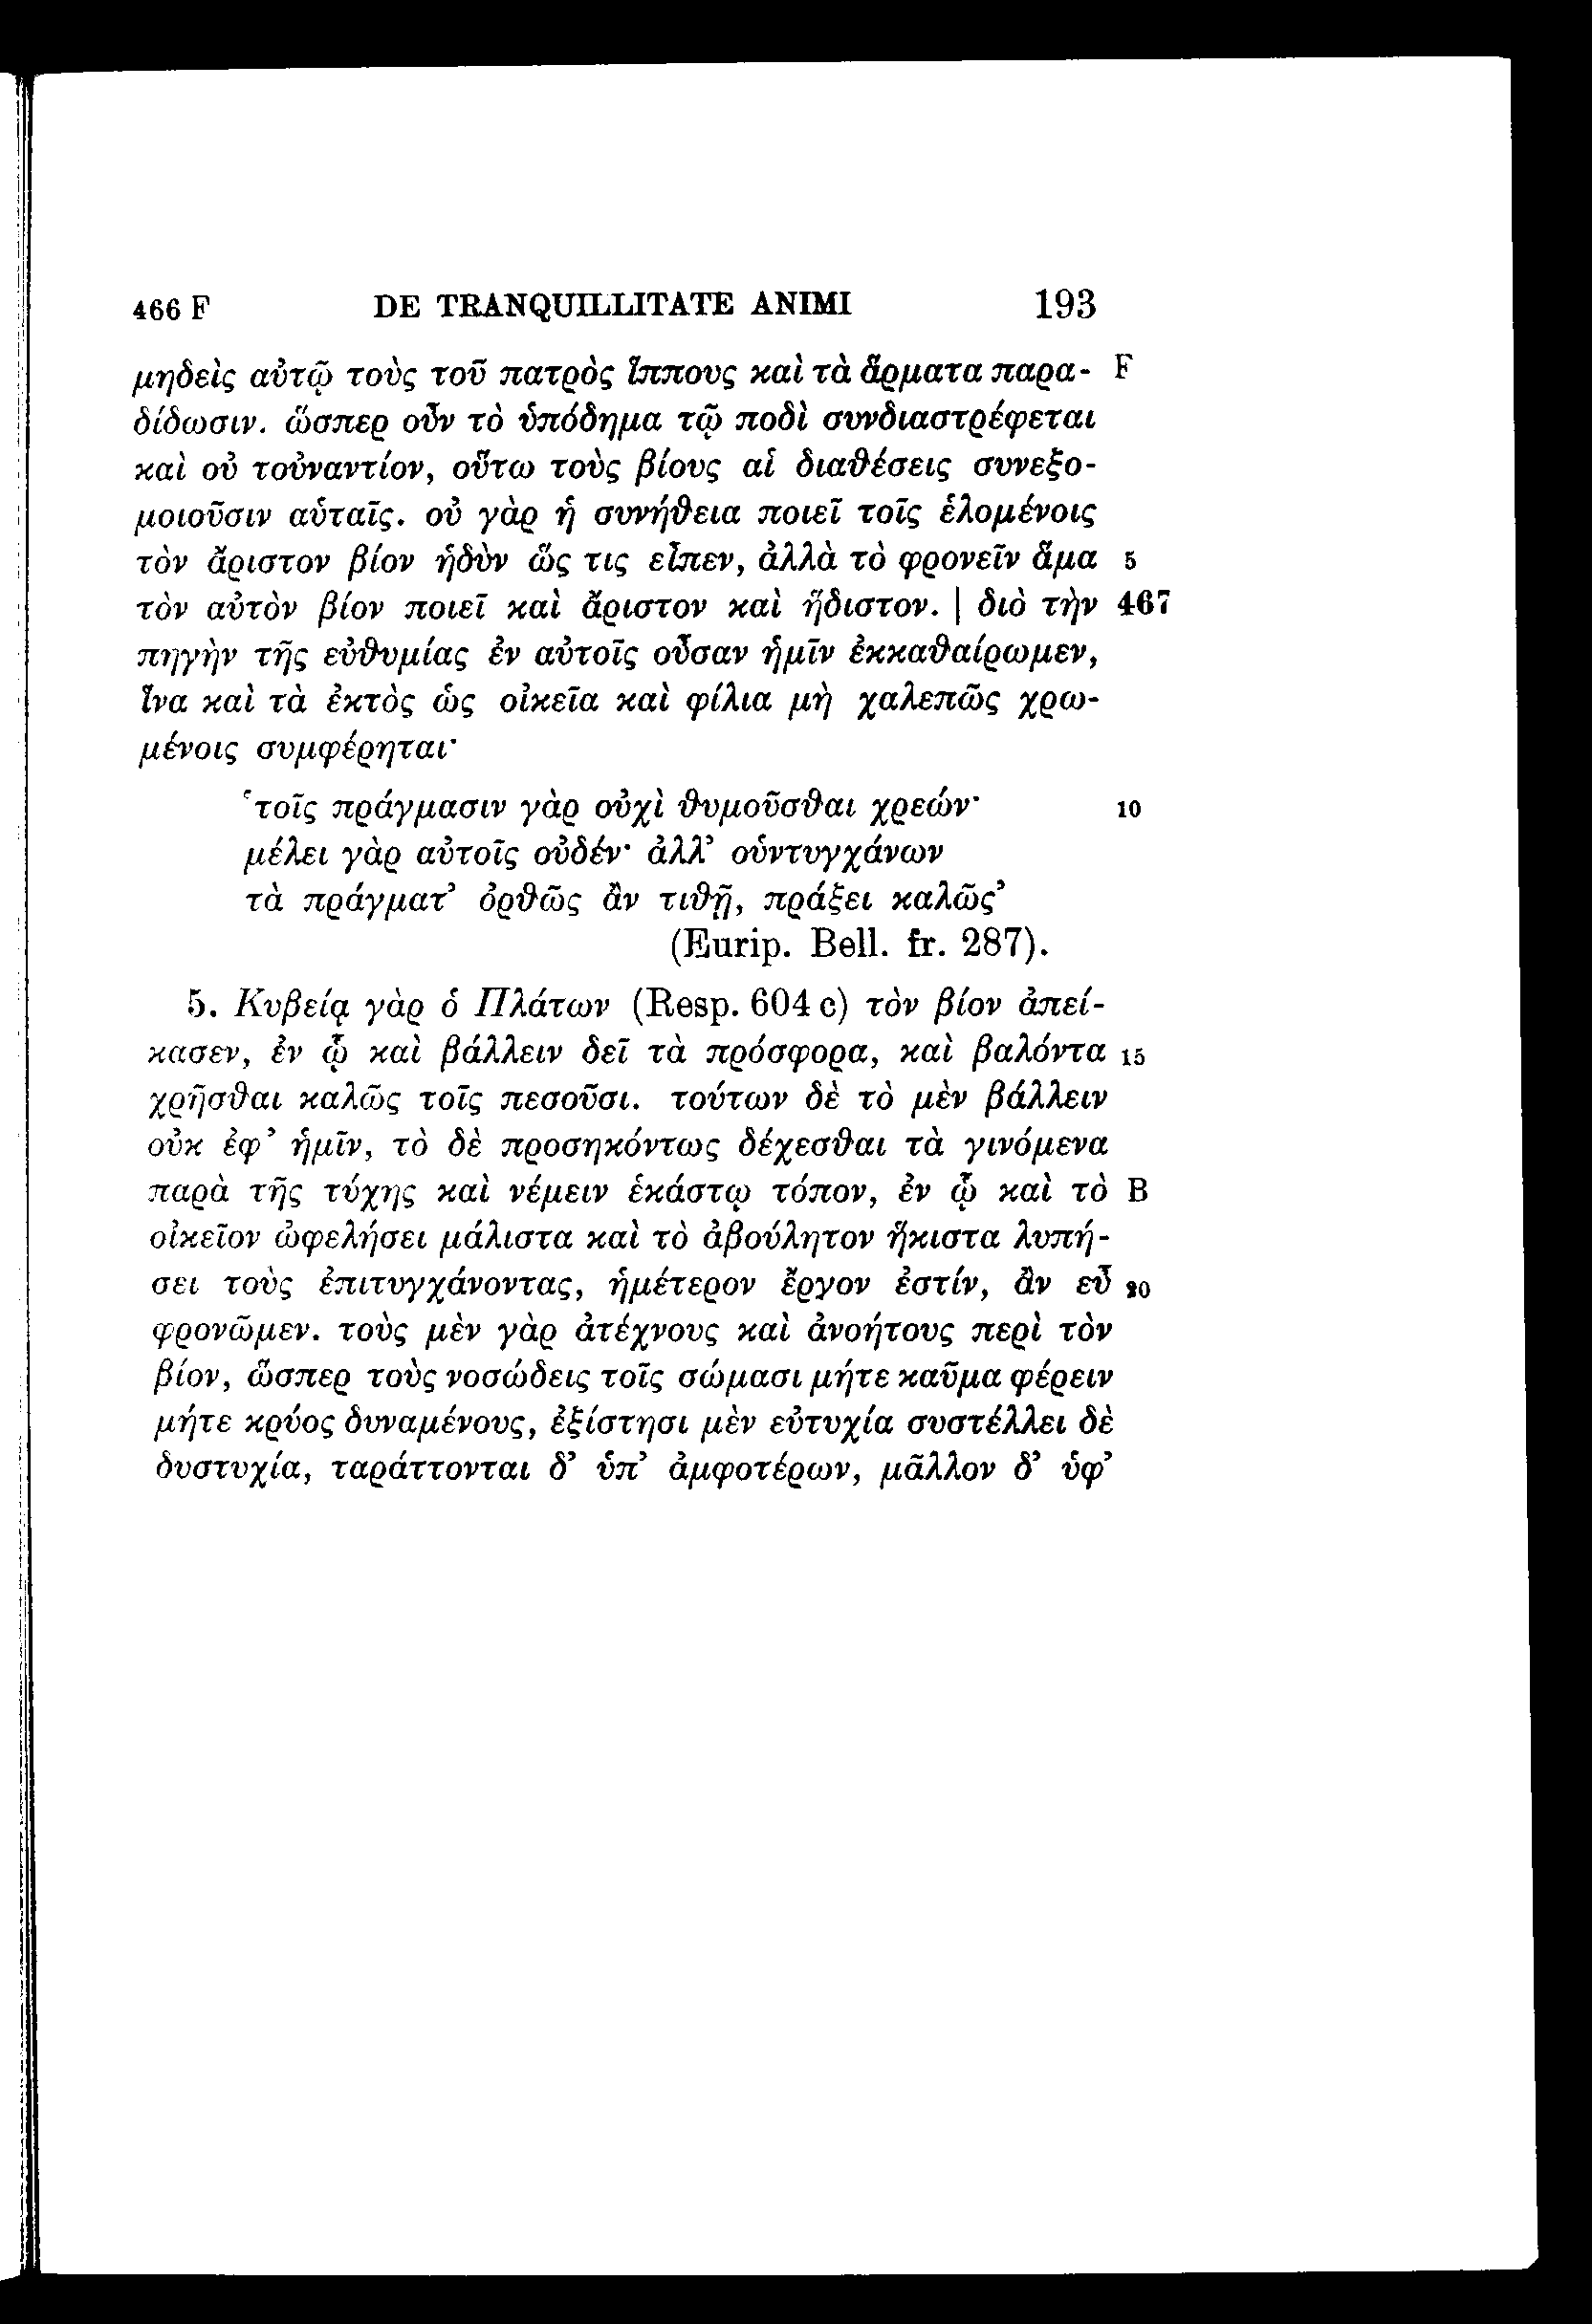 466 F DE TRANQUILLITATE ANIMI 193
μηδεὶς αὐτῷ τοὺς τοῦ πατρὸς ἵππους καὶ τὰ ἅρματα παρα- F
δίδωσιν. ὥσπερ οὖν τὸ ὑπόδημα τῷ ποδὶ συνδιαστρέφεται
καὶ οὐ τοὐναντίον, οὕτω τοὺς βίους αἱ διαθέσεις συνεξο-
μοιοῦσιν αὑταῖς. οὐ γὰρ ἡ συνήθεια ποιεῖ τοῖς ἑλομένοις
τὸν ἄριστον βίον ἡδὺν ὥς τις εἶπεν, ἀλλὰ τὸ φρονεῖν ἅμα 5
τὸν αὐτὸν βίον ποιεῖ καὶ ἄριστον καὶ ἥδιστον. | διὸ τὴν 467
πηγὴν τῆς εὐθυμίας ἐν αὑτοῖς οὖσαν ἡμῖν ἐκκαθαίρωμεν,
ἵνα καὶ τὰ ἐκτὸς ὡς οἰκεῖα καὶ φίλια μὴ χαλεπῶς χρω-
μένοις συμφέρηται·
‘τοῖς πράγμασιν γὰρ οὐχὶ θυμοῦσθαι χρεών· 10
μέλει γὰρ αὐτοῖς οὐδέν· ἀλλ’ οὑντυγχάνων
τὰ πράγματ’ ὀρθῶς ἂν τιθῇ, πράξει καλῶς’
(Eurip. Bell. fr. 287).
5. Κυβείᾳ γὰρ ὁ Πλάτων (Resp. 604 c) τὸν βίον ἀπεί-
κασεν, ἐν ᾧ καὶ βάλλειν δεῖ τὰ πρόσφορα, καὶ βαλόντα 15
χρῆσθαι καλῶς τοῖς πεσοῦσι. τούτων δὲ τὸ μὲν βάλλειν
οὐκ ἐφ’ ἡμῖν, τὸ δὲ προσηκόντως δέχεσθαι τὰ γινόμενα
παρὰ τῆς τύχης καὶ νέμειν ἑκάστῳ τόπον, ἐν ᾧ καὶ τὸ B
οἰκεῖον ὠφελήσει μάλιστα καὶ τὸ ἀβούλητον ἥκιστα λυπή-
σει τοὺς ἐπιτυγχάνοντας, ἡμέτερον ἔργον ἐστίν, ἂν εὖ 20
φρονῶμεν. τοὺς μὲν γὰρ ἀτέχνους καὶ ἀνοήτους περὶ τὸν
βίον, ὥσπερ τοὺς νοσώδεις τοῖς σώμασι μήτε καῦμα φέρειν
μήτε κρύος δυναμένους, ἐξίστησι μὲν εὐτυχία συστέλλει δὲ
δυστυχία, ταράττονται δ’ ὑπ’ ἀμφοτέρων, μᾶλλον δ’ ὑφ’